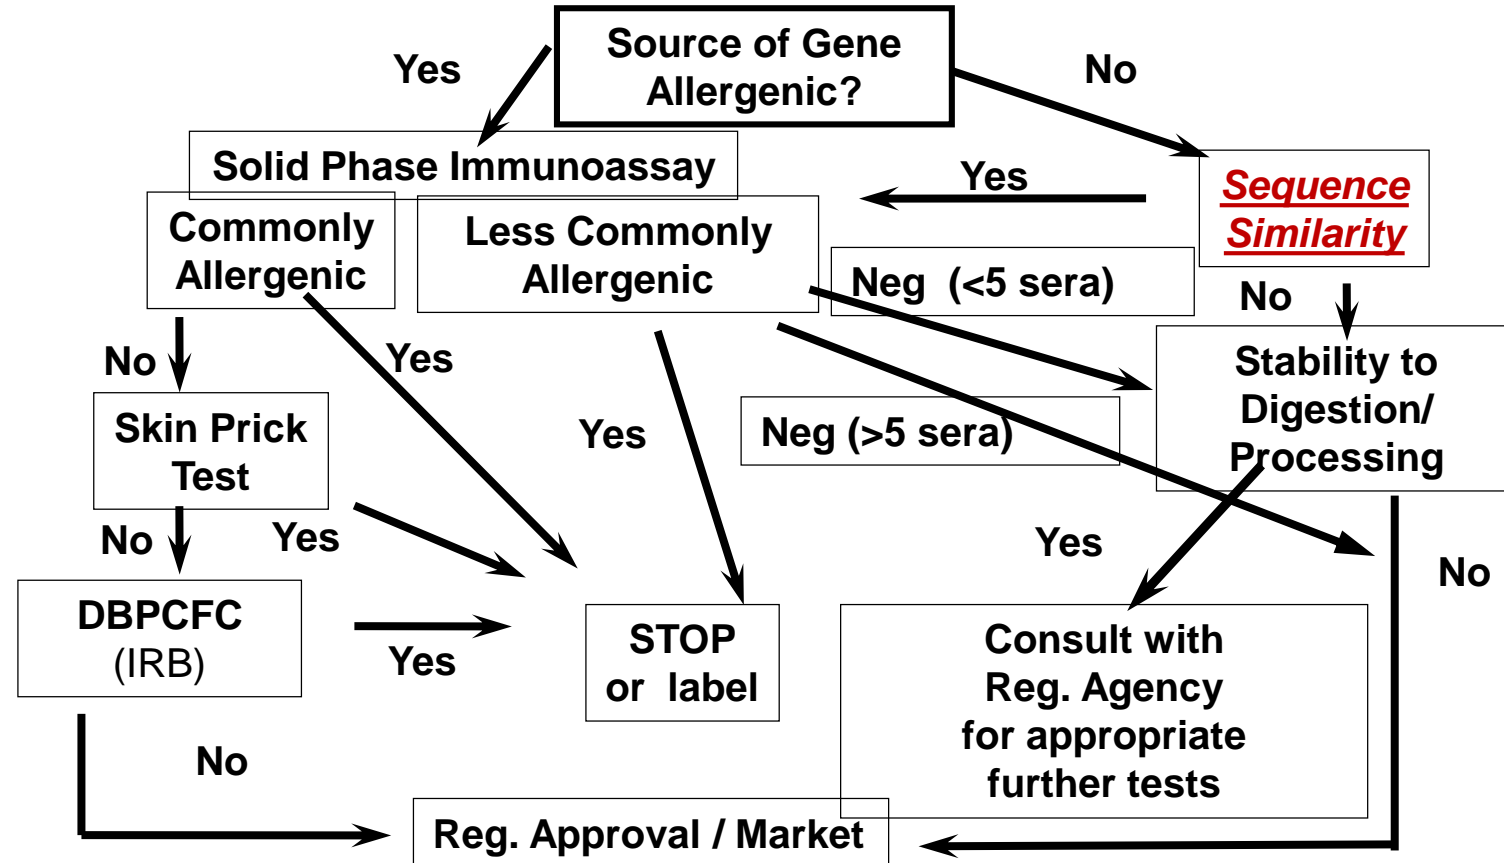 Source of Gene
Allergenic?
Yes
No
Solid Phase Immunoassay
Yes
Sequence
Similarity
Commonly
Allergenic
Less Commonly
Allergenic
Neg (<5 sera)
No
No
Yes
Stability to
Digestion/
Processing
Skin Prick
Test
Yes
Neg (>5 sera)
No
Yes
Yes
No
DBPCFC
(IRB)
Yes
STOP
or label
Consult with
Reg. Agency
for appropriate
further tests
No
Reg. Approval / Market